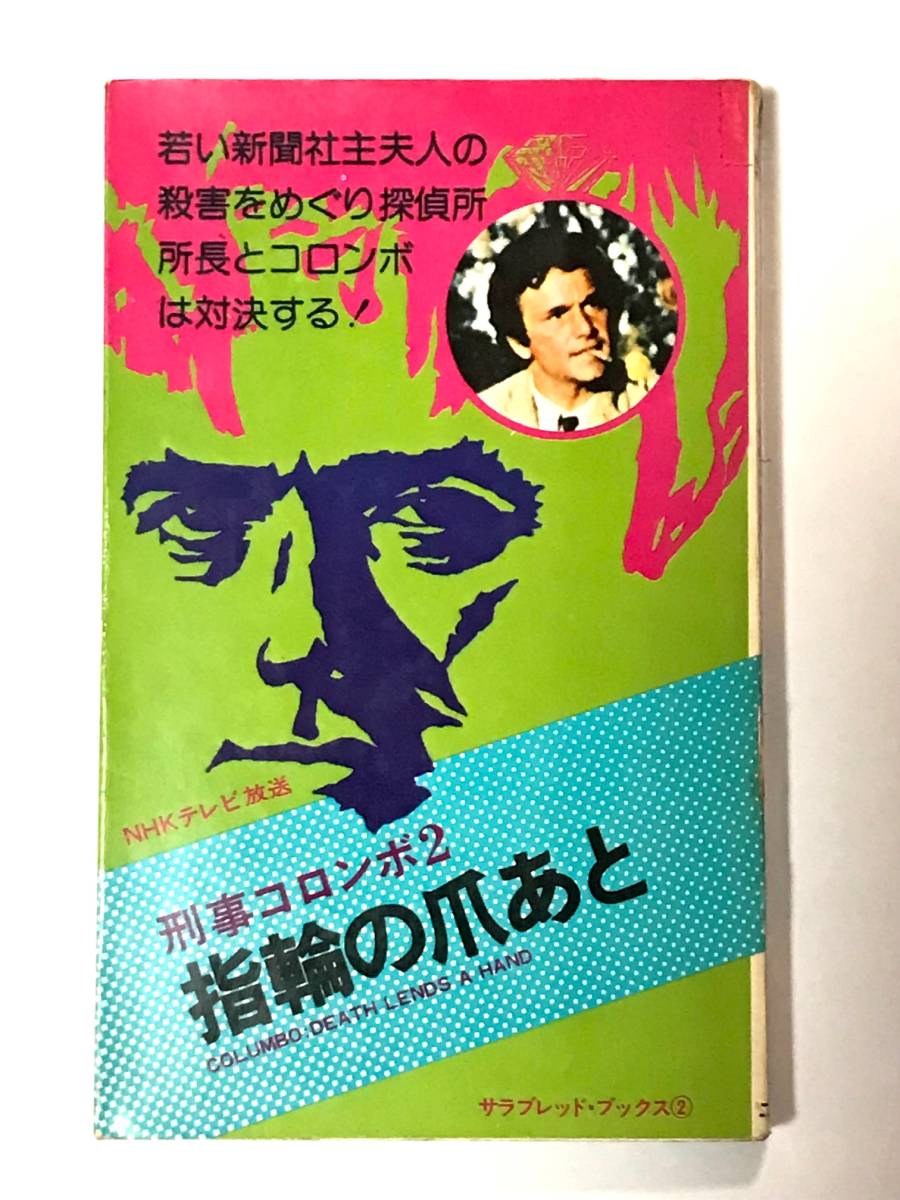 若い新聞社主夫人の
殺害をめぐり探偵所
所長とコロンボ
は対決する！
NHKテレビ放送
刑事コロンボ2
指輪の爪あと
COLUMBO:DEATH LENDS A HAND
サラブレッド・ブックス②